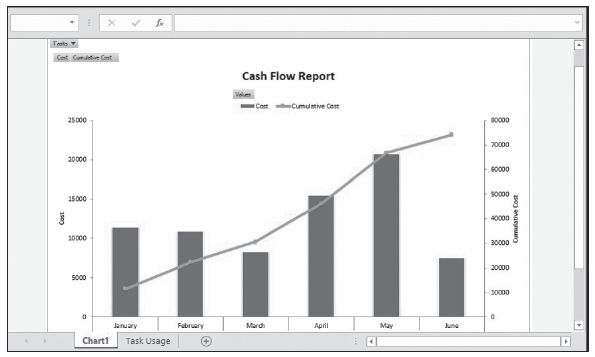 fx
Tasks
Cost Cumulative Cost
Cash Flow Report
Values
Cost Cumulative Cost
25000
20000
15000
10000
5000
0
Cost
80000
70000
60000
50000
40000
30000
20000
10000
0
Cumulative Cost
January February March April May June
Chart1 Task Usage